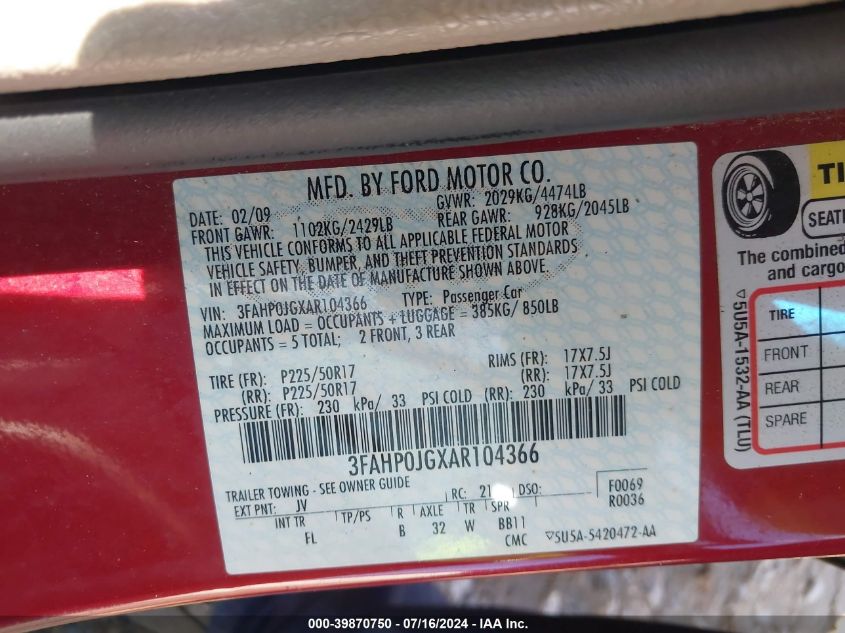 MFD. BY FORD MOTOR CO.
DATE: 02/09 GVWR: 2029KG/4474LB
FRONT GAWR: 1102KG/2429LB REAR GAWR: 928KG/2045LB
THIS VEHICLE CONFORMS TO ALL APPLICABLE FEDERAL MOTOR
VEHICLE SAFETY, BUMPER, AND THEFT PREVENTION STANDARDS
IN EFFECT ON THE DATE OF MANUFACTURE SHOWN ABOVE.
VIN: 3FAHP0JGXAR104366 TYPE: Passenger Car
MAXIMUM LOAD = OCCUPANTS + LUGGAGE = 385KG/ 850LB
OCCUPANTS = 5 TOTAL; 2 FRONT, 3 REAR
TIRE (FR): P225/50R17 RIMS (FR): 17X7.5J
(RR): P225/50R17 (RR): 17X7.5J
PRESSURE (FR): 230 kPa/ 33 PSI COLD (RR): 230 kPa/ 33 PSI COLD
3FAHP0JGXAR104366
TRAILER TOWING - SEE OWNER GUIDE
EXT PNT: JV RC: 21 DSO: F0069
R0036
INT TR TP/PS R AXLE TR SPR
FL B 32 W BB11
CMC ▽5U5A-5420472-AA
TI
SEATI
The combined
and cargo
TIRE
FRONT
REAR
SPARE
▽5U5A-1532-AA (TLU)
000-39870750 - 07/16/2024 - IAA Inc.